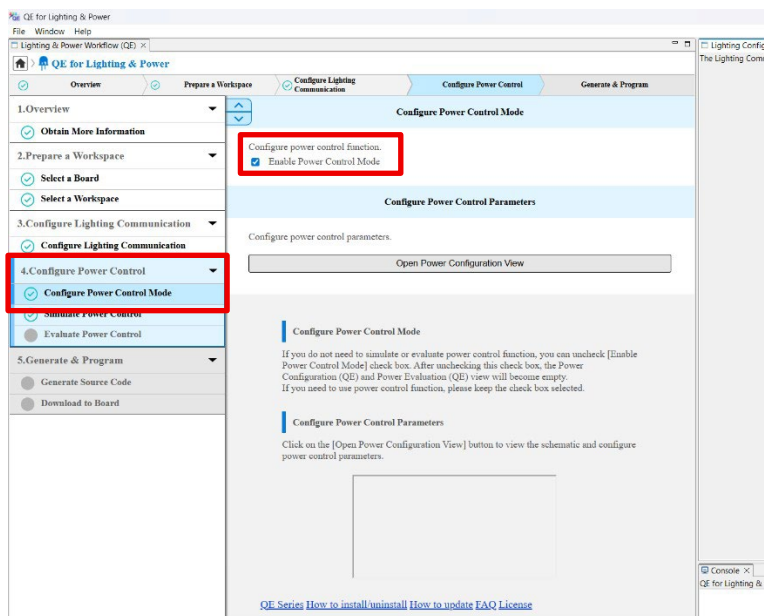 QE for Lighting & Power
File Window Help
Lighting & Power Workflow (QE)
QE for Lighting & Power
Overview
Prepare a Workspace
Configure Lighting
Communication
Configure Power Control
Generate & Program
1.Overview
Obtain More Information
2.Prepare a Workspace
Select a Board
Select a Workspace
3.Configure Lighting Communication
Configure Lighting Communication
4.Configure Power Control
Configure Power Control Mode
Simulate Power Control
Evaluate Power Control
5.Generate & Program
Generate Source Code
Download to Board
Configure Power Control Mode
Configure power control function.
Enable Power Control Mode
Configure Power Control Parameters
Configure power control parameters.
Open Power Configuration View
Configure Power Control Mode
If you do not need to simulate or evaluate power control function, you can uncheck [Enable
Power Control Mode] check box. After unchecking this check box, the Power
Configuration (QE) and Power Evaluation (QE) view will become
empty.
If you need to use power control function, please keep the check box selected.
Configure Power Control Parameters
Click on the [Open Power Configuration View] button to view the schematic and configure
power control parameters.
QE Series How to install/uninstall How to update FAQ License
Lighting Config
The Lighting Com
Console
QE for Lighting &